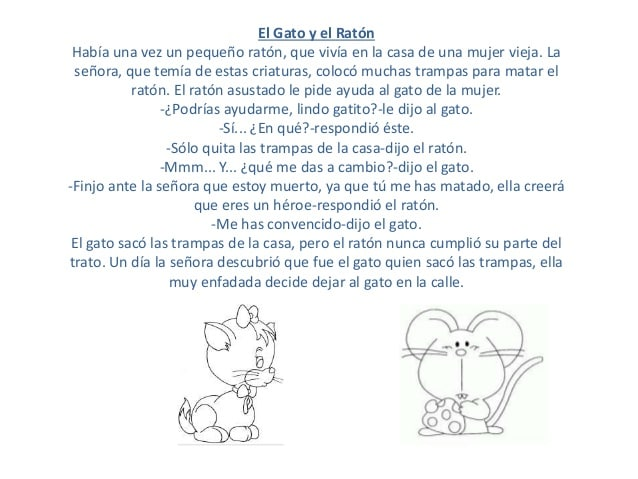 El Gato y el Ratón
Había una vez un pequeño ratón, que vivía en la casa de una mujer vieja. La
señora, que temía de estas criaturas, colocó muchas trampas para matar el
ratón. El ratón asustado le pide ayuda al gato de la mujer.
-¿Podrías ayudarme, lindo gatito?-le dijo al gato.
-Sí... ¿En qué?-respondió éste.
-Sólo quita las trampas de la casa-dijo el ratón.
-Mmm... Y... ¿qué me das a cambio?-dijo el gato.
-Finjo ante la señora que estoy muerto, ya que tú me has matado, ella creerá
que eres un héroe-respondió el ratón.
-Me has convencido-dijo el gato.
El gato sacó las trampas de la casa, pero el ratón nunca cumplió su parte del
trato. Un día la señora descubrió que fue el gato quien sacó las trampas, ella
muy enfadada decide dejar al gato en la calle.